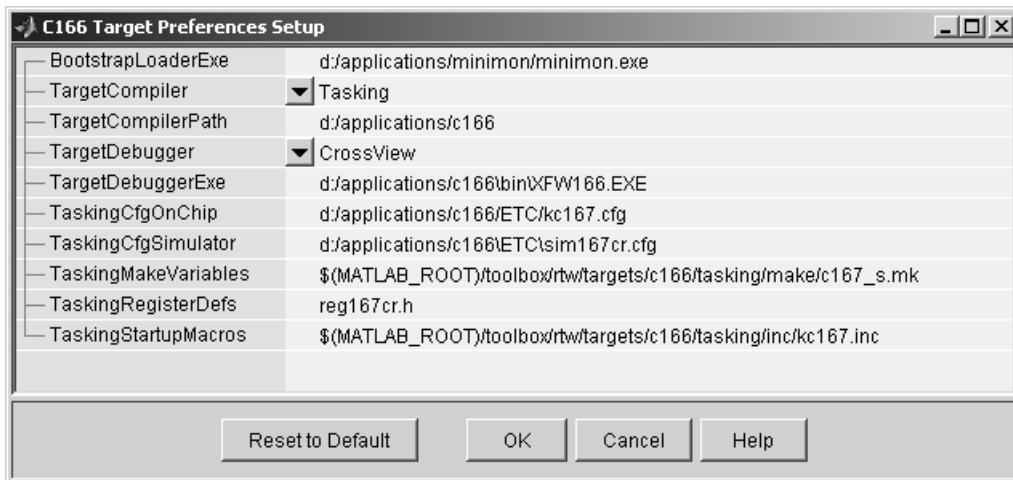 C166 Target Preferences Setup
BootstrapLoaderExe d:/applications/minimon/minimon.exe
TargetCompiler Tasking
TargetCompilerPath d:/applications/c166
TargetDebugger CrossView
TargetDebuggerExe d:/applications/c166\bin\XFW166.EXE
TaskingCfgOnChip d:/applications/c166/ETC/kc167.cfg
TaskingCfgSimulator d:/applications/c166\ETC\sim167cr.cfg
TaskingMakeVariables $(MATLAB_ROOT)/toolbox/rtw/targets/c166/tasking/make/c167_s.mk
TaskingRegisterDefs reg167cr.h
TaskingStartupMacros $(MATLAB_ROOT)/toolbox/rtw/targets/c166/tasking/inc/kc167.inc
Reset to Default OK Cancel Help